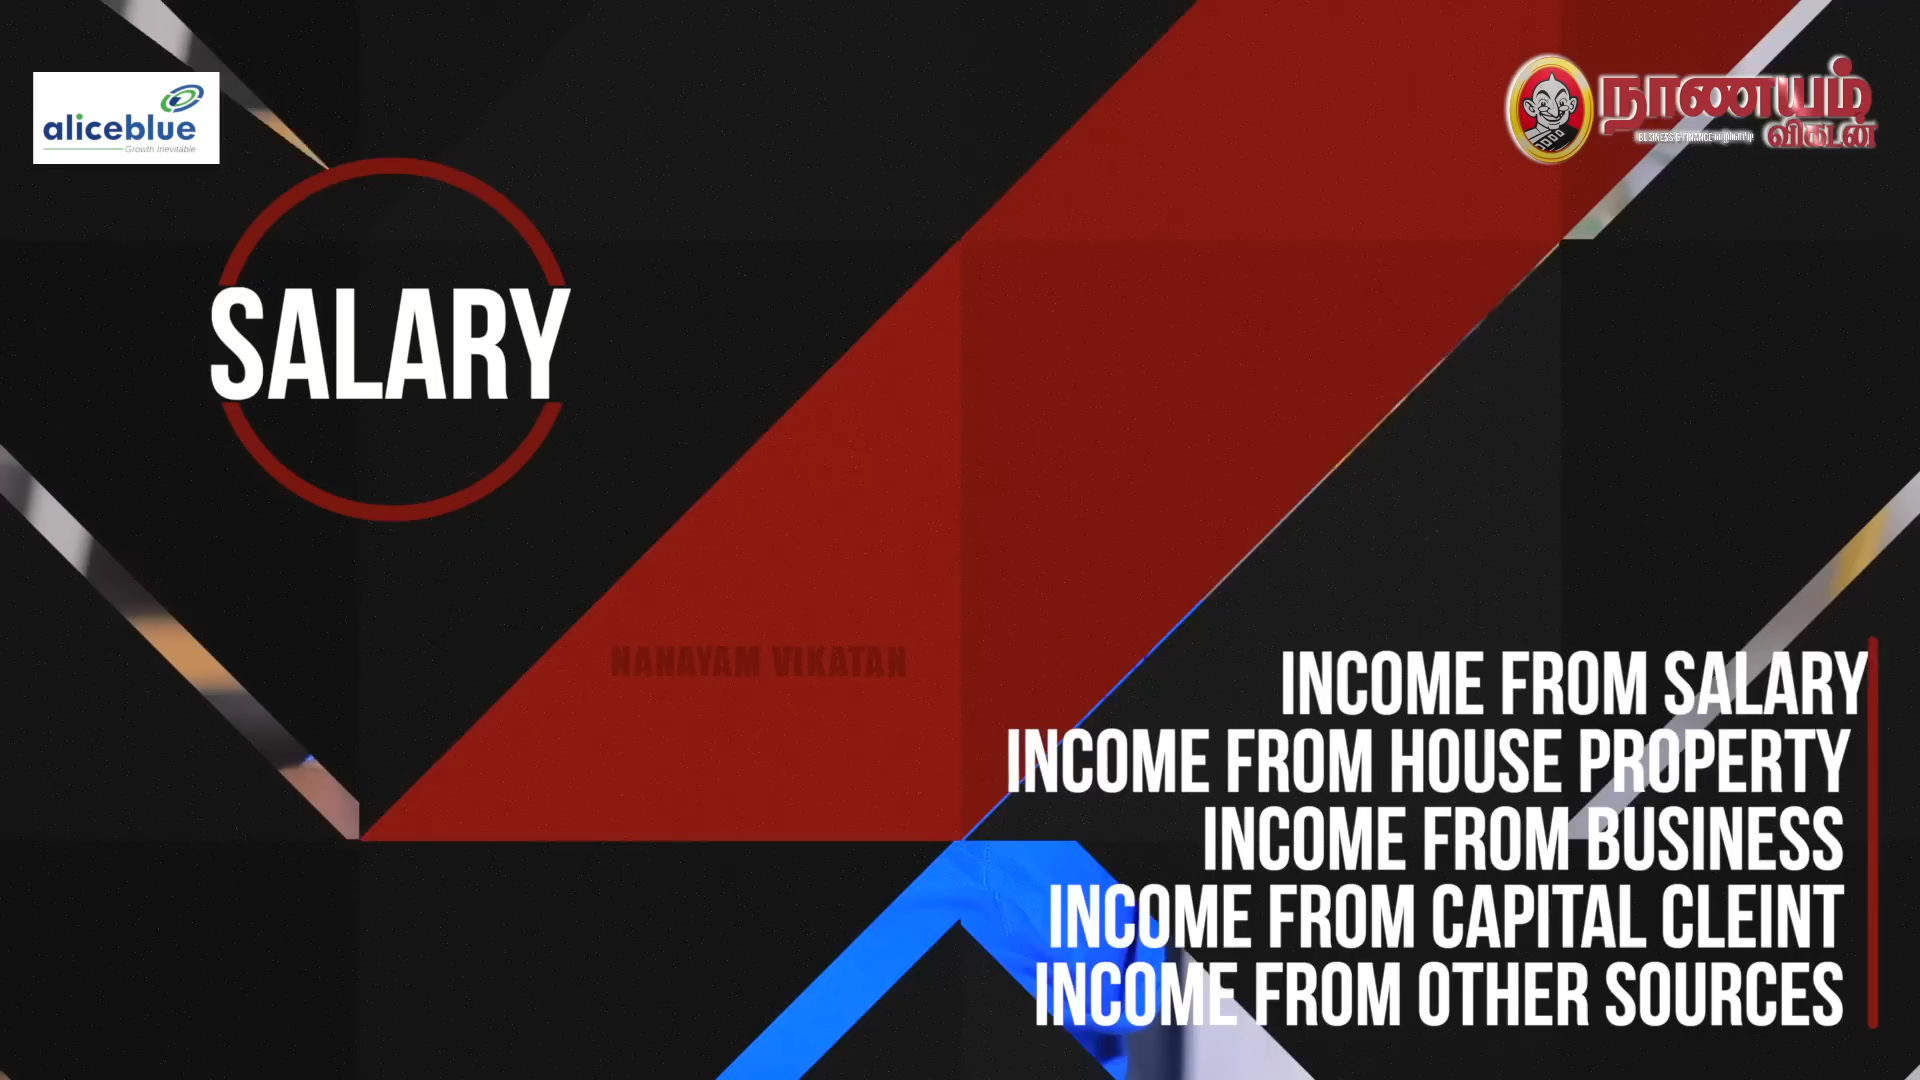 aliceblue
Growth Inevitable
நாணயம்
விகடன்
SALARY
NANAYAM VIKATAN
INCOME FROM SALARY
INCOME FROM HOUSE PROPERTY
INCOME FROM BUSINESS
INCOME FROM CAPITAL CLEINT
INCOME FROM OTHER SOURCES